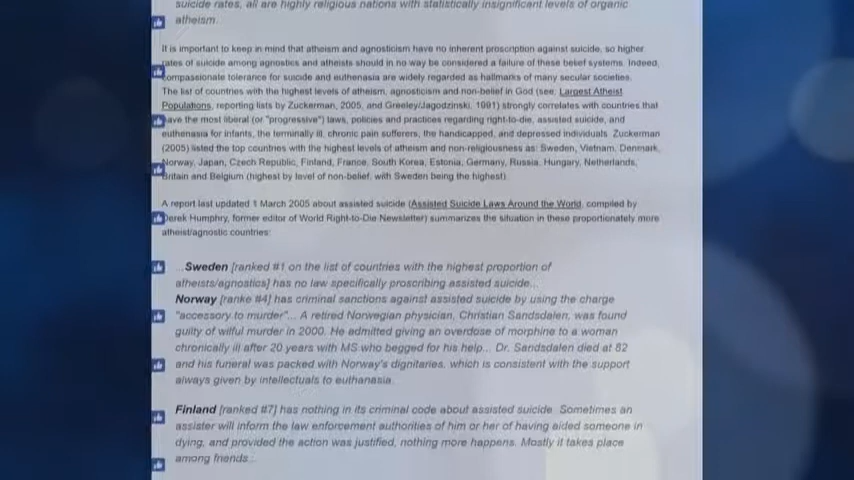 suicide rates, all are highly religious nations with statistically insignificant levels of organic
atheism.
It is important to keep in mind that atheism and agnosticism have no inherent proscription against suicide, so higher
rates of suicide among agnostics and atheists should in no way be considered a failure of these belief systems. Indeed,
compassionate tolerance for suicide and euthenasia are widely regarded as hallmarks of many secular societies.
The list of countries with the highest levels of atheism, agnosticism and non-belief in God (see: Largest Atheist
Populations, reporting lists by Zuckerman, 2005, and Greeley/Jagodzinski, 1991) strongly correlates with countries that
have the most liberal (or "progressive") laws, policies and practices regarding right-to-die, assisted suicide, and
euthenasia for infants, the terminally ill, chronic pain sufferers, the handicapped, and depressed individuals. Zuckerman
(2005) listed the top countries with the highest levels of atheism and non-religiousness as: Sweden, Vietnam, Denmark,
Norway, Japan, Czech Republic, Finland, France, South Korea, Estonia, Germany, Russia, Hungary, Netherlands,
Britain and Belgium (highest by level of non-belief, with Sweden being the highest).
A report last updated 1 March 2005 about assisted suicide (Assisted Suicide Laws Around the World, compiled by
Derek Humphry, former editor of World Right-to-Die Newsletter) summarizes the situation in these proportionately more
atheist/agnostic countries:
...Sweden [ranked #1 on the list of countries with the highest proportion of
atheists/agnostics] has no law specifically proscribing assisted suicide...
Norway [ranke #4] has criminal sanctions against assisted suicide by using the charge
"accessory to murder"... A retired Norwegian physician, Christian Sandsdalen, was found
guilty of wilful murder in 2000. He admitted giving an overdose of morphine to a woman
chronically ill after 20 years with MS who begged for his help... Dr. Sandsdalen died at 82
and his funeral was packed with Norway's dignitaries, which is consistent with the support
always given by intellectuals to euthanasia.
Finland [ranked #7] has nothing in its criminal code about assisted suicide. Sometimes an
assister will inform the law enforcement authorities of him or her of having aided someone in
dying, and provided the action was justified, nothing more happens. Mostly it takes place
among friends...